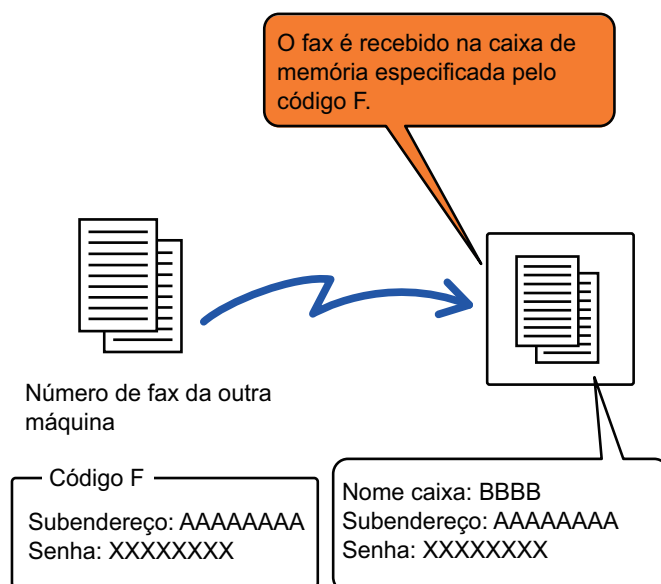 O fax é recebido na caixa de
memória especificada pelo
código F.
Número de fax da outra
máquina
Código F
Subendereço: AAAAAAAA
Senha: XXXXXXXX
Nome caixa: BBBB
Subendereço: AAAAAAAA
Senha: XXXXXXXX